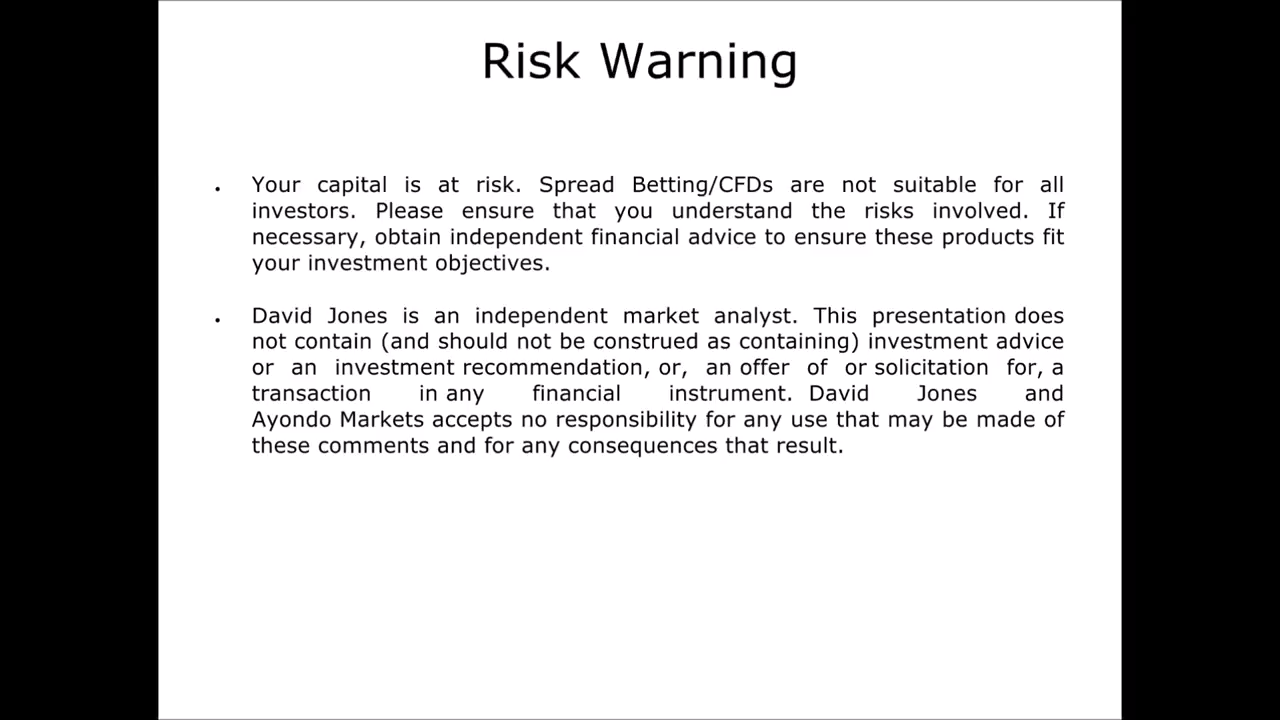 Risk Warning
• Your capital is at risk. Spread Betting/CFDs are not suitable for all
investors. Please ensure that you understand the risks involved. If
necessary, obtain independent financial advice to ensure these products fit
your investment objectives.
• David Jones is an independent market analyst. This presentation does
not contain (and should not be construed as containing) investment advice
or an investment recommendation, or, an offer of or solicitation for, a
transaction in any financial instrument. David Jones and
Ayondo Markets accepts no responsibility for any use that may be made of
these comments and for any consequences that result.